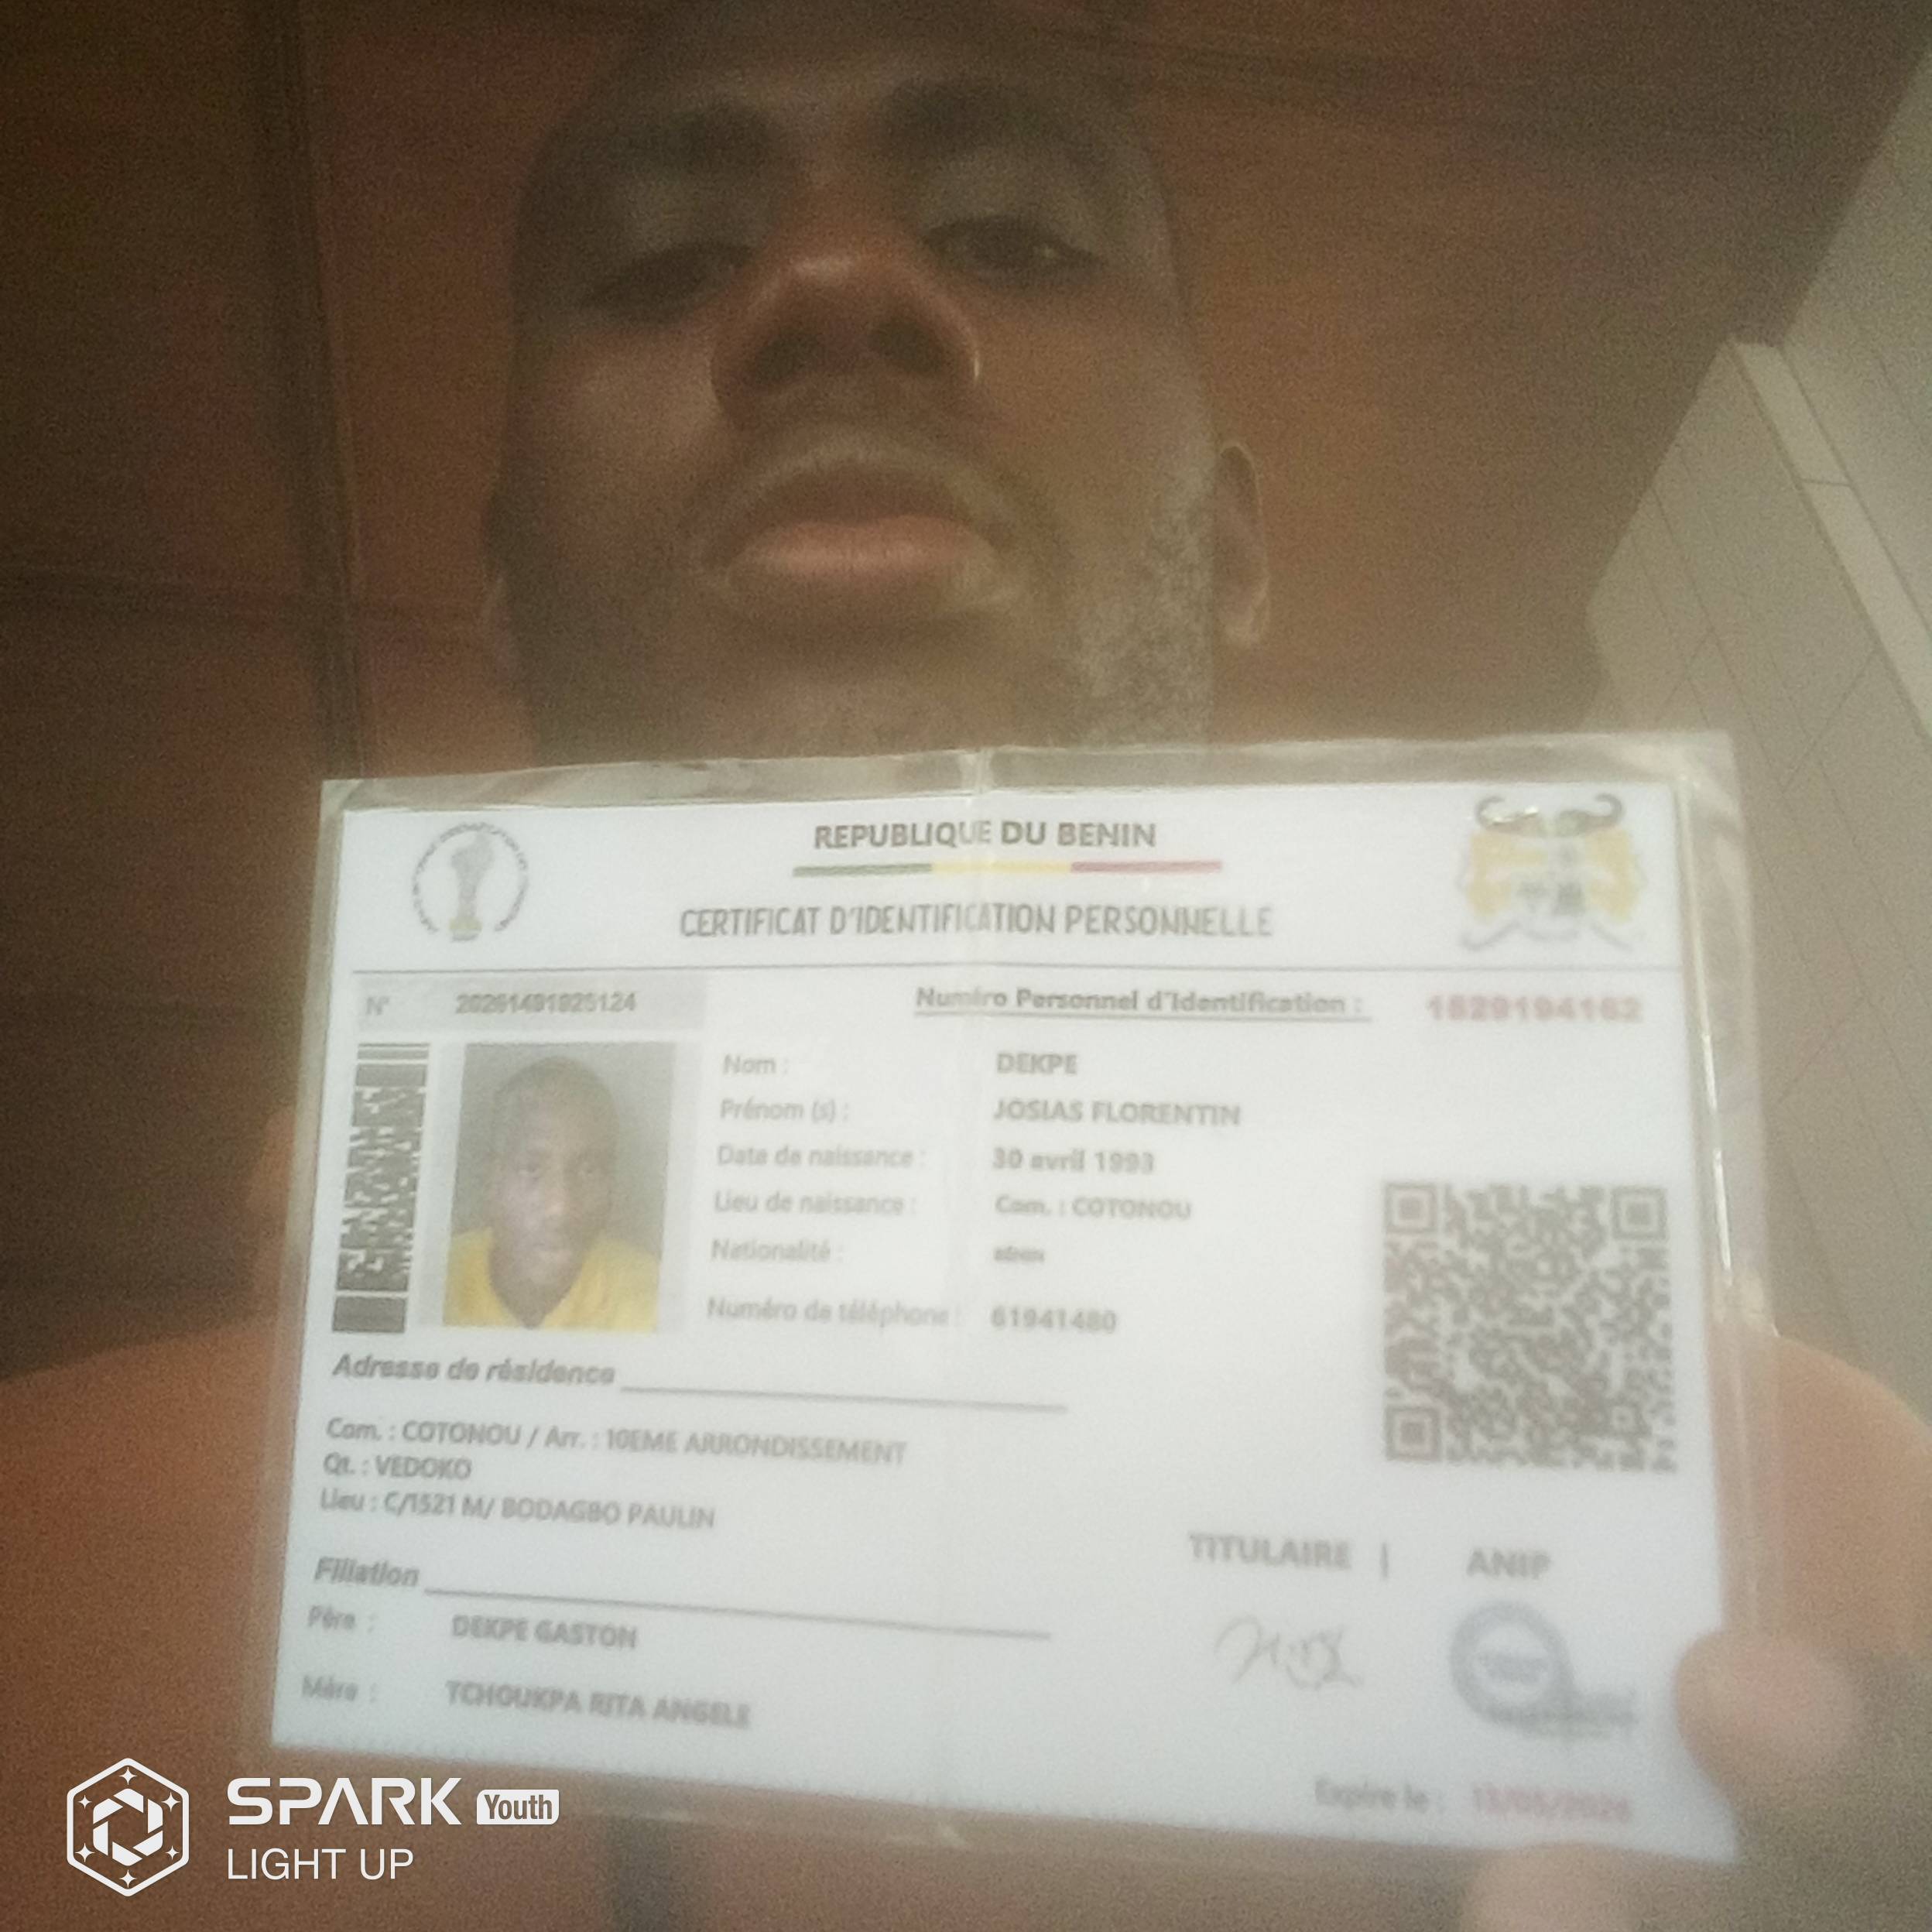 REPUBLIQUE DU BENIN
CERTIFICAT D'IDENTIFICATION PERSONNELLE
N° 20261491025124
Numéro Personnel d'Identification : 1829194162
Nom : DEKPE
Prénom (s) : JOSIAS FLORENTIN
Date de naissance : 30 avril 1993
Lieu de naissance : Com. : COTONOU
Nationalité :
Numéro de téléphone : 61941480
Adresse de résidence
Com. : COTONOU / Arr. : 10EME ARRONDISSEMENT
Qt. : VEDOKO
Lieu : C/1521 M/ BODAGBO PAULIN
TITULAIRE | ANIP
Filiation
Père : DEKPE GASTON
Mère : TCHOUKPA RITA ANGELE
Expire le :
SPARK Youth
LIGHT UP